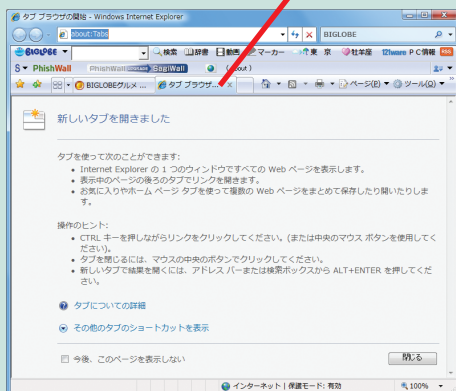 タブ ブラウザの開始 - Windows Internet Explorer
about:Tabs
BIGLOBE
BIGLOBE 検索 辞書 動画 マーカー 東京 牡羊座 121ware PC情報 RSS
S PhishWall PhishWall SagiWall (about)
BIGLOBEグルメ ... タブ ブラウザ... x ページ(P) ツール(O)
新しいタブを開きました
タブを使って次のことができます:
• Internet Explorer の 1 つのウィンドウですべての Web ページを表示します。
• 表示中のページの後ろのタブでリンクを開きます。
• お気に入りやホーム ページ タブを使って複数の Web ページをまとめて保存したり開いたりしま
す。
操作のヒント:
• CTRL キーを押しながらリンクをクリックしてください。(または中央のマウス ボタンを使用してく
ださい)。
• タブを閉じるには、マウスの中央のボタンでクリックしてください。
• 新しいタブで結果を開くには、アドレス バーまたは検索ボックスから ALT+ENTER を押してくだ
さい。
タブについての詳細
その他のタブのショートカットを表示
今後、このページを表示しない 閉じる
インターネット | 保護モード: 有効 100%